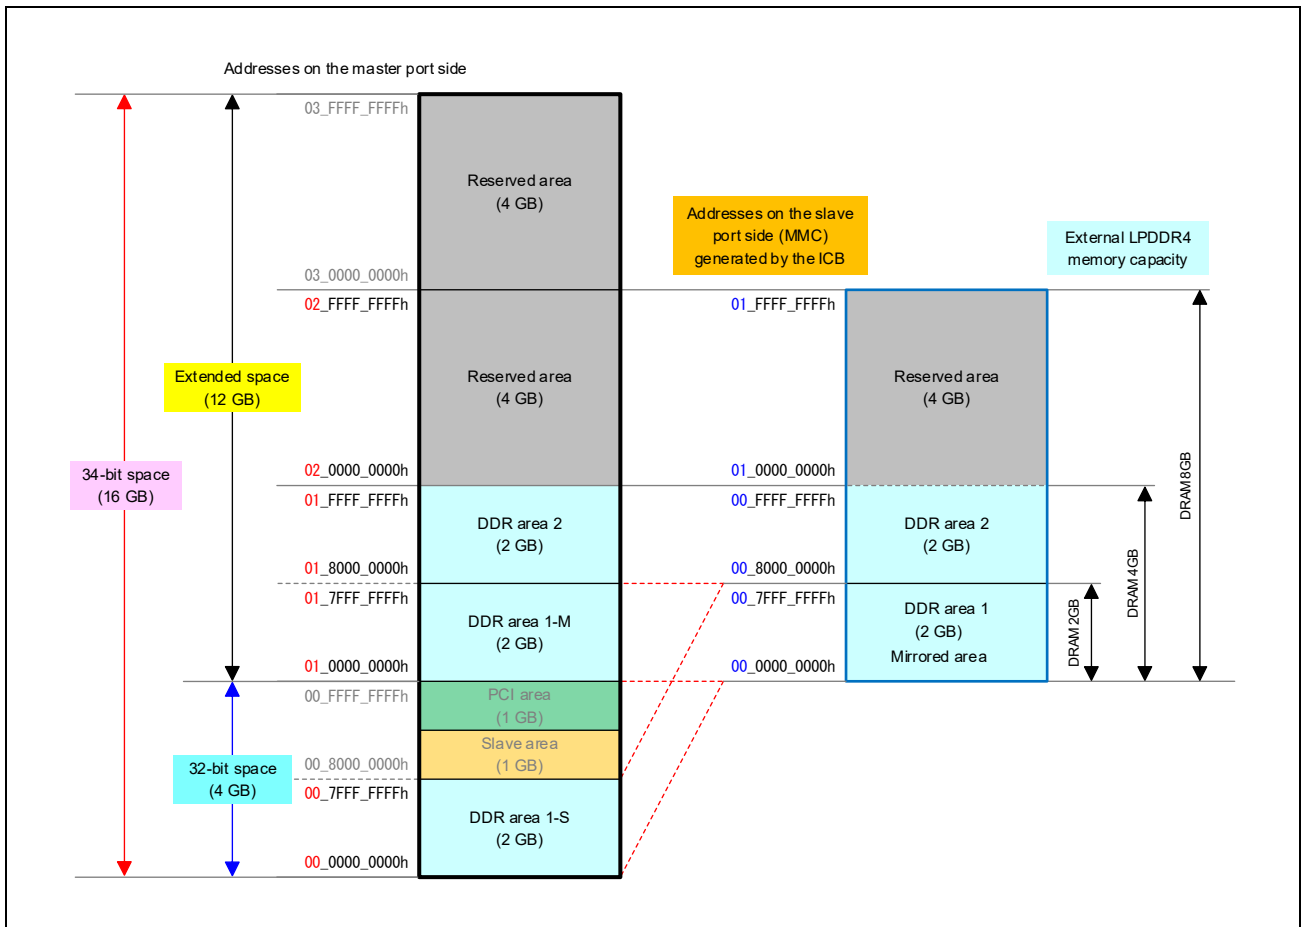 Addresses on the master port side
03_FFFF_FFFFh
Reserved area
(4 GB)
03_0000_0000h
02_FFFF_FFFFh
Reserved area
(4 GB)
02_0000_0000h
01_FFFF_FFFFh
DDR area 2
(2 GB)
01_8000_0000h
01_7FFF_FFFFh
DDR area 1-M
(2 GB)
01_0000_0000h
00_FFFF_FFFFh
PCI area
(1 GB)
Slave area
(1 GB)
00_8000_0000h
00_7FFF_FFFFh
DDR area 1-S
(2 GB)
00_0000_0000h
34-bit space
(16 GB)
Extended space
(12 GB)
32-bit space
(4 GB)
Addresses on the slave
port side (MMC)
generated by the ICB
01_FFFF_FFFFh
Reserved area
(4 GB)
01_0000_0000h
00_FFFF_FFFFh
DDR area 2
(2 GB)
00_8000_0000h
00_7FFF_FFFFh
DDR area 1
(2 GB)
Mirrored area
00_0000_0000h
External LPDDR4
memory capacity
DRAM 2GB
DRAM 4GB
DRAM 8GB